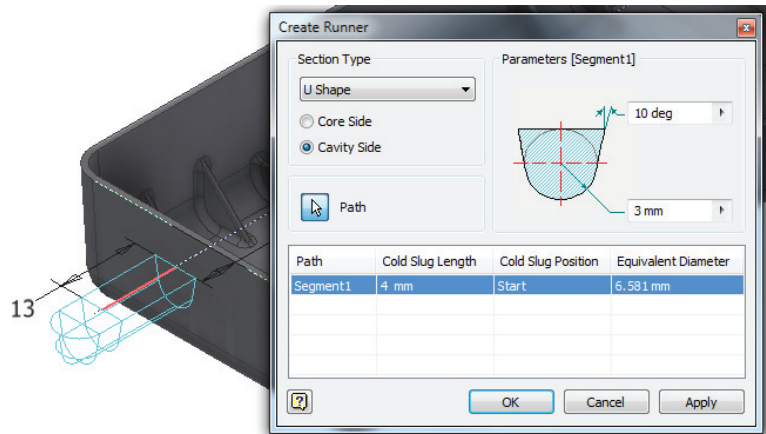 Create Runner
Section Type
U Shape
Core Side
Cavity Side
Path
Parameters [Segment1]
10 deg
3 mm
Path Cold Slug Length Cold Slug Position Equivalent Diameter
Segment1 4 mm Start 6.581 mm
OK Cancel Apply
13